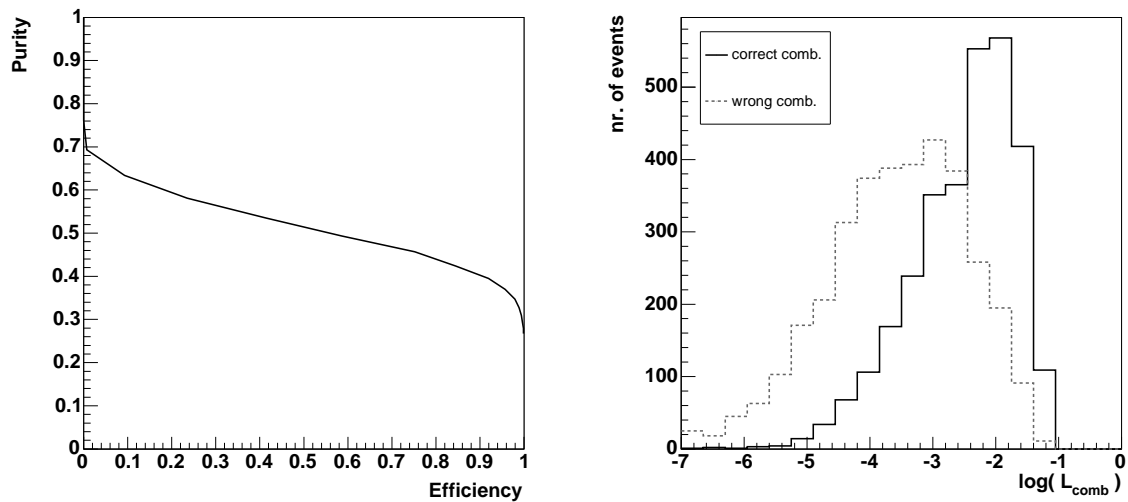 Purity
1
0.9
0.8
0.7
0.6
0.5
0.4
0.3
0.2
0.1
0
0 0.1 0.2 0.3 0.4 0.5 0.6 0.7 0.8 0.9 1
Efficiency
nr. of events
500
400
300
200
100
0
correct comb.
wrong comb.
-7 -6 -5 -4 -3 -2 -1 0
log( L_comb )